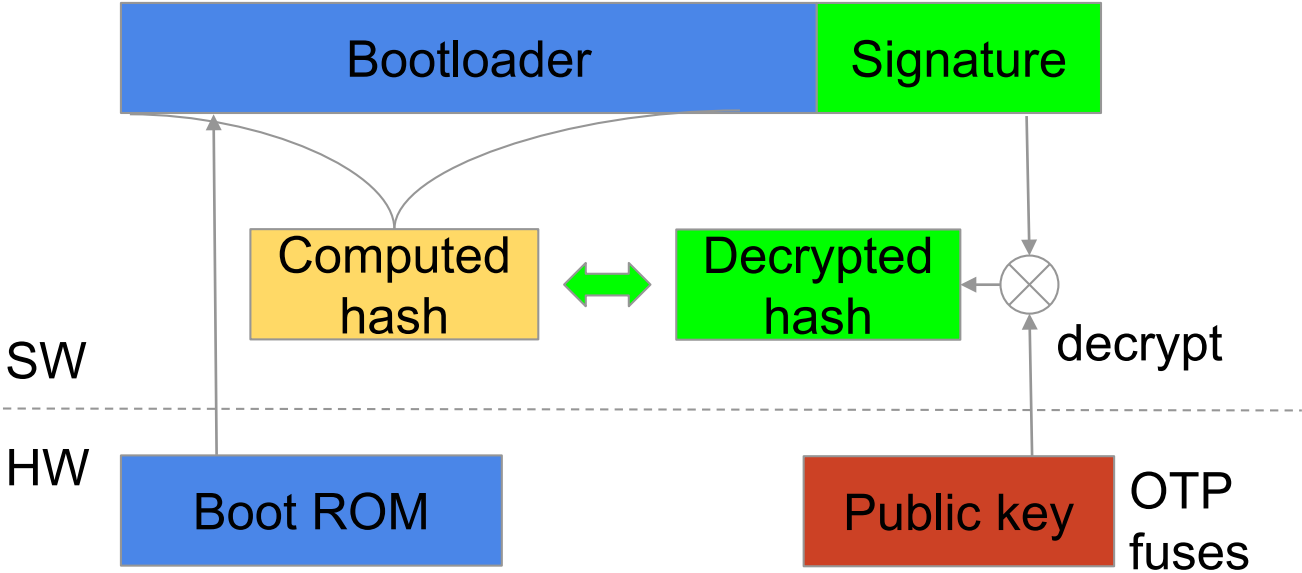 Bootloader
Signature
Computed
hash
Decrypted
hash
decrypt
SW
HW
Boot ROM
Public key
OTP
fuses